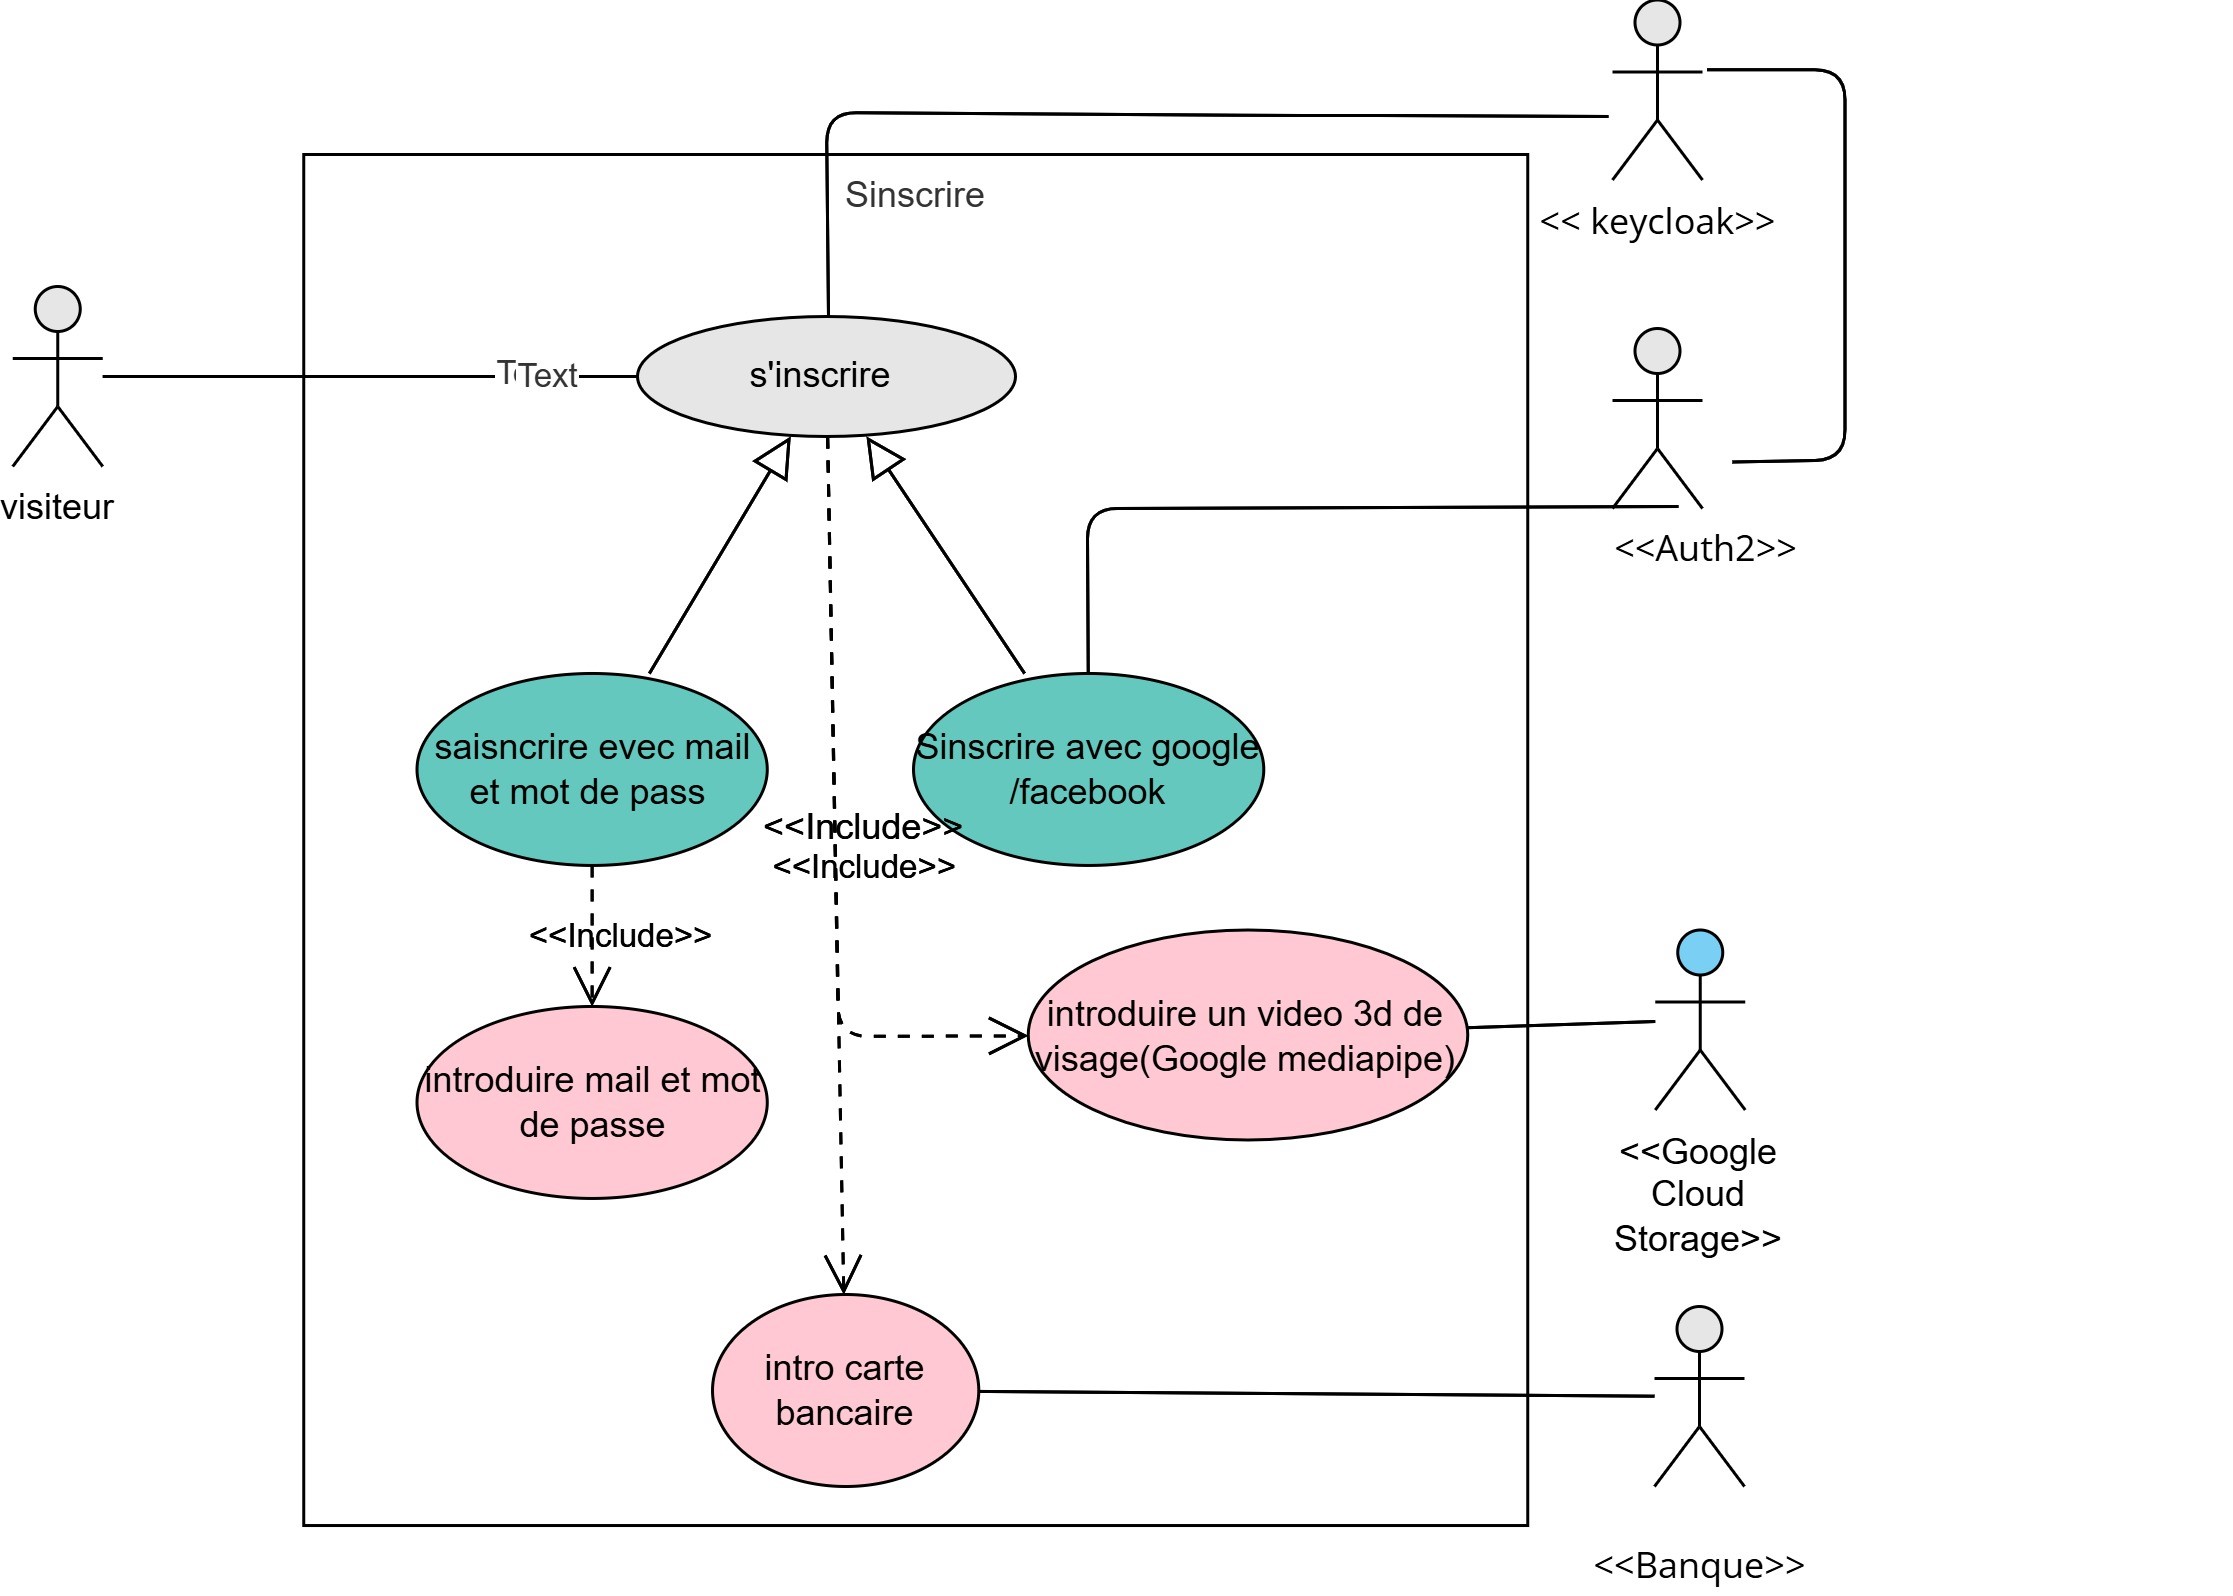 << keycloak>>
Sinscrire
visiteur
Text
s'inscrire
<<Auth2>>
saisncrire evec mail
et mot de pass
Sinscrire avec google
/facebook
<<Include>>
<<Include>>
<<Include>>
introduire mail et mot
de passe
introduire un video 3d de
visage(Google mediapipe)
<<Google
Cloud
Storage>>
intro carte
bancaire
<<Banque>>